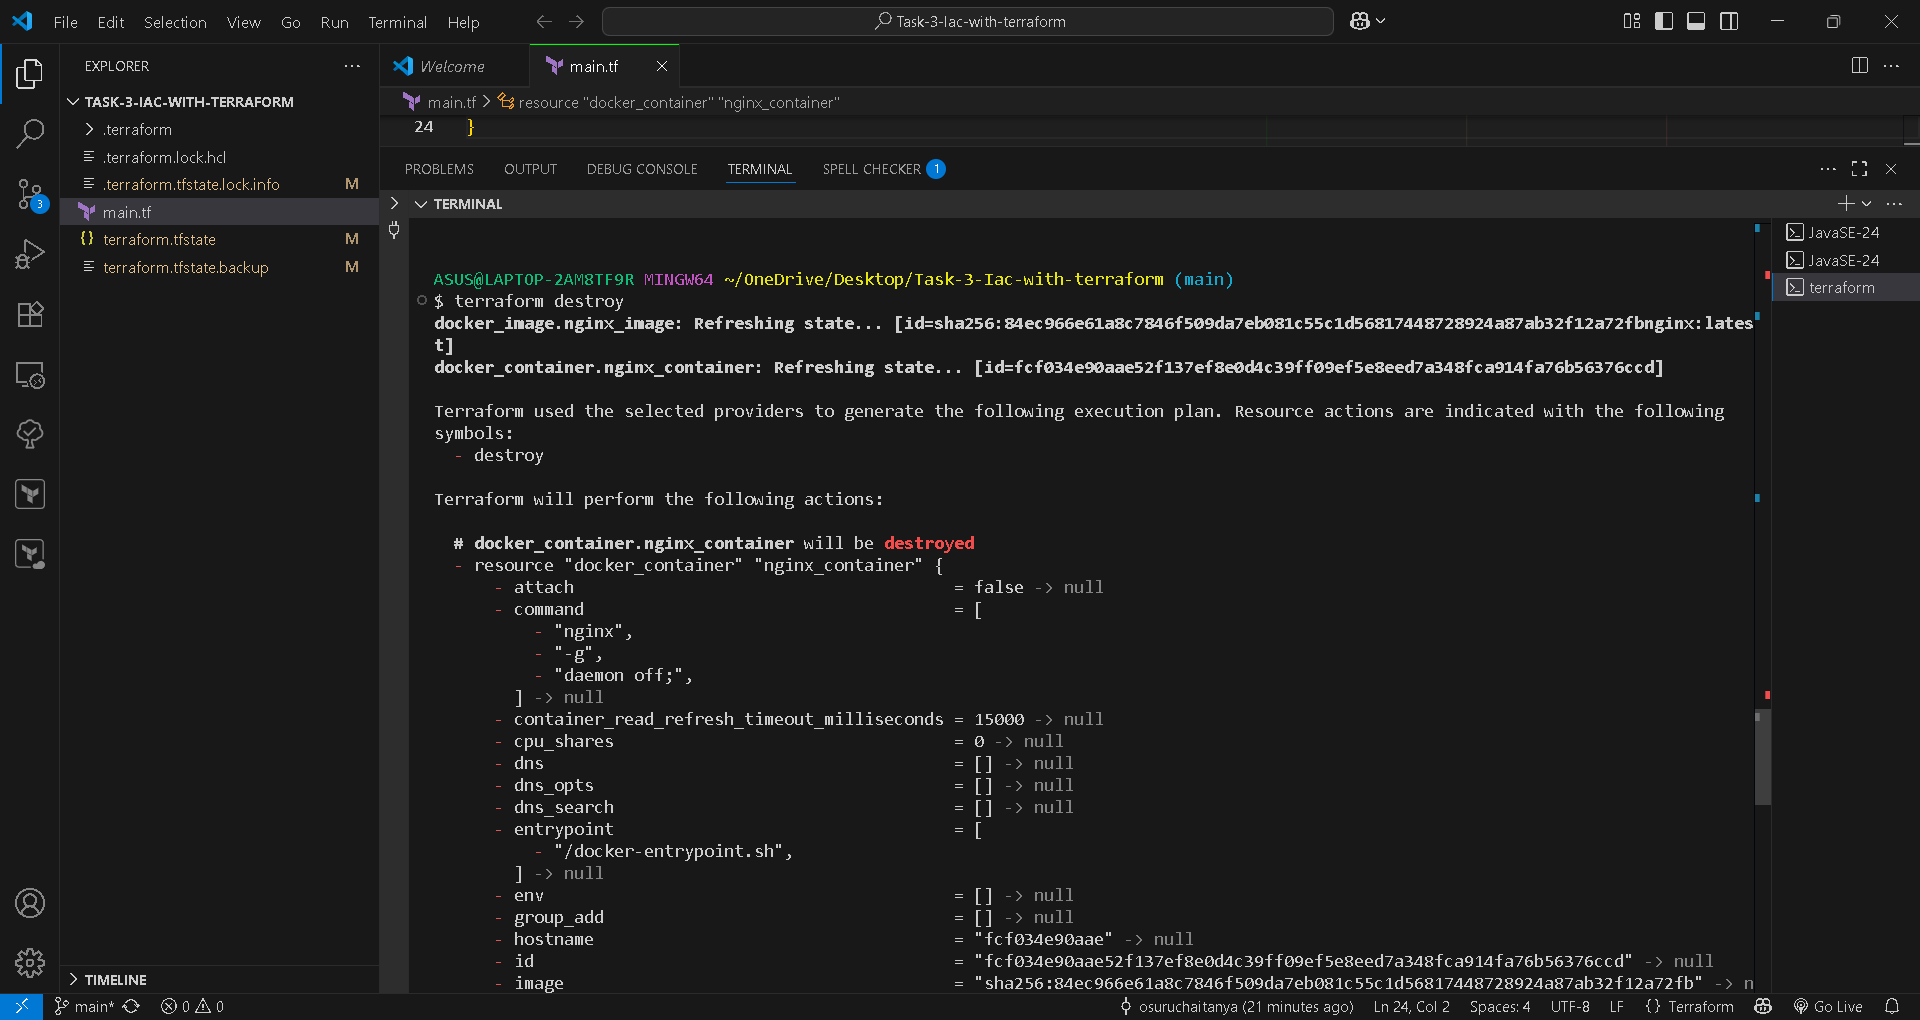 File Edit Selection View Go Run Terminal Help
Task-3-Iac-with-terraform
EXPLORER
TASK-3-IAC-WITH-TERRAFORM
.terraform
.terraform.lock.hcl
.terraform.tfstate.lock.info M
main.tf
terraform.tfstate M
terraform.tfstate.backup M
TIMELINE
3
Welcome
main.tf
main.tf > resource "docker_container" "nginx_container"
24 }
PROBLEMS OUTPUT DEBUG CONSOLE TERMINAL SPELL CHECKER 1
TERMINAL
JavaSE-24
JavaSE-24
terraform
ASUS@LAPTOP-2AM8TF9R MINGW64 ~/OneDrive/Desktop/Task-3-Iac-with-terraform (main)
$ terraform destroy
docker_image.nginx_image: Refreshing state... [id=sha256:84ec966e61a8c7846f509da7eb081c55c1d56817448728924a87ab32f12a72fbnginx:lates
t]
docker_container.nginx_container: Refreshing state... [id=fcf034e90aae52f137ef8e0d4c39ff09ef5e8eed7a348fca914fa76b56376ccd]
Terraform used the selected providers to generate the following execution plan. Resource actions are indicated with the following
symbols:
- destroy
Terraform will perform the following actions:
# docker_container.nginx_container will be destroyed
- resource "docker_container" "nginx_container" {
- attach = false -> null
- command = [
- "nginx",
- "-g",
- "daemon off;",
] -> null
- container_read_refresh_timeout_milliseconds = 15000 -> null
- cpu_shares = 0 -> null
- dns = [] -> null
- dns_opts = [] -> null
- dns_search = [] -> null
- entrypoint = [
- "/docker-entrypoint.sh",
] -> null
- env = [] -> null
- group_add = [] -> null
- hostname = "fcf034e90aae" -> null
- id = "fcf034e90aae52f137ef8e0d4c39ff09ef5e8eed7a348fca914fa76b56376ccd" -> null
- image = "sha256:84ec966e61a8c7846f509da7eb081c55c1d56817448728924a87ab32f12a72fb" -> n
main* 0 0 osuruchaitanya (21 minutes ago) Ln 24, Col 2 Spaces: 4 UTF-8 LF {} Terraform Go Live